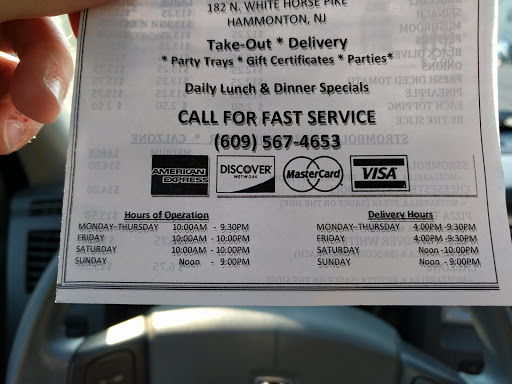 182 N. WHITE HORSE PIKE
HAMMONTON, NJ
Take-Out * Delivery
* Party Trays * Gift Certificates * Parties*
Daily Lunch & Dinner Specials
CALL FOR FAST SERVICE
(609) 567-4653
AMERICAN EXPRESS DISCOVER NETWORK MasterCard VISA
Hours of Operation
MONDAY-THURSDAY 10:00AM - 9:30PM
FRIDAY 10:00AM - 10:00PM
SATURDAY 10:00AM - 10:00PM
SUNDAY Noon - 9:00PM
Delivery Hours
MONDAY-THURSDAY 4:00PM -9:30PM
FRIDAY 4:00PM -9:30PM
SATURDAY Noon -10:00PM
SUNDAY Noon - 9:00PM